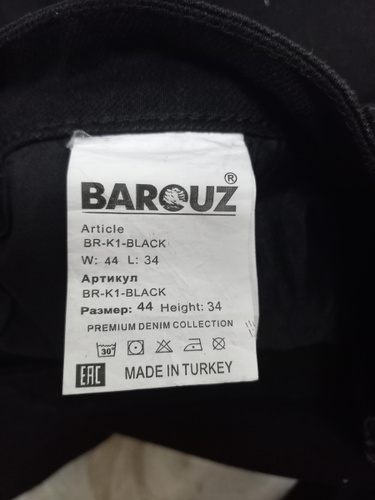 BAROUZ ®
Article
BR-K1-BLACK
W: 44 L: 34
Артикул
BR-K1-BLACK
Размер: 44 Height: 34
PREMIUM DENIM COLLECTION
30°
EAC MADE IN TURKEY